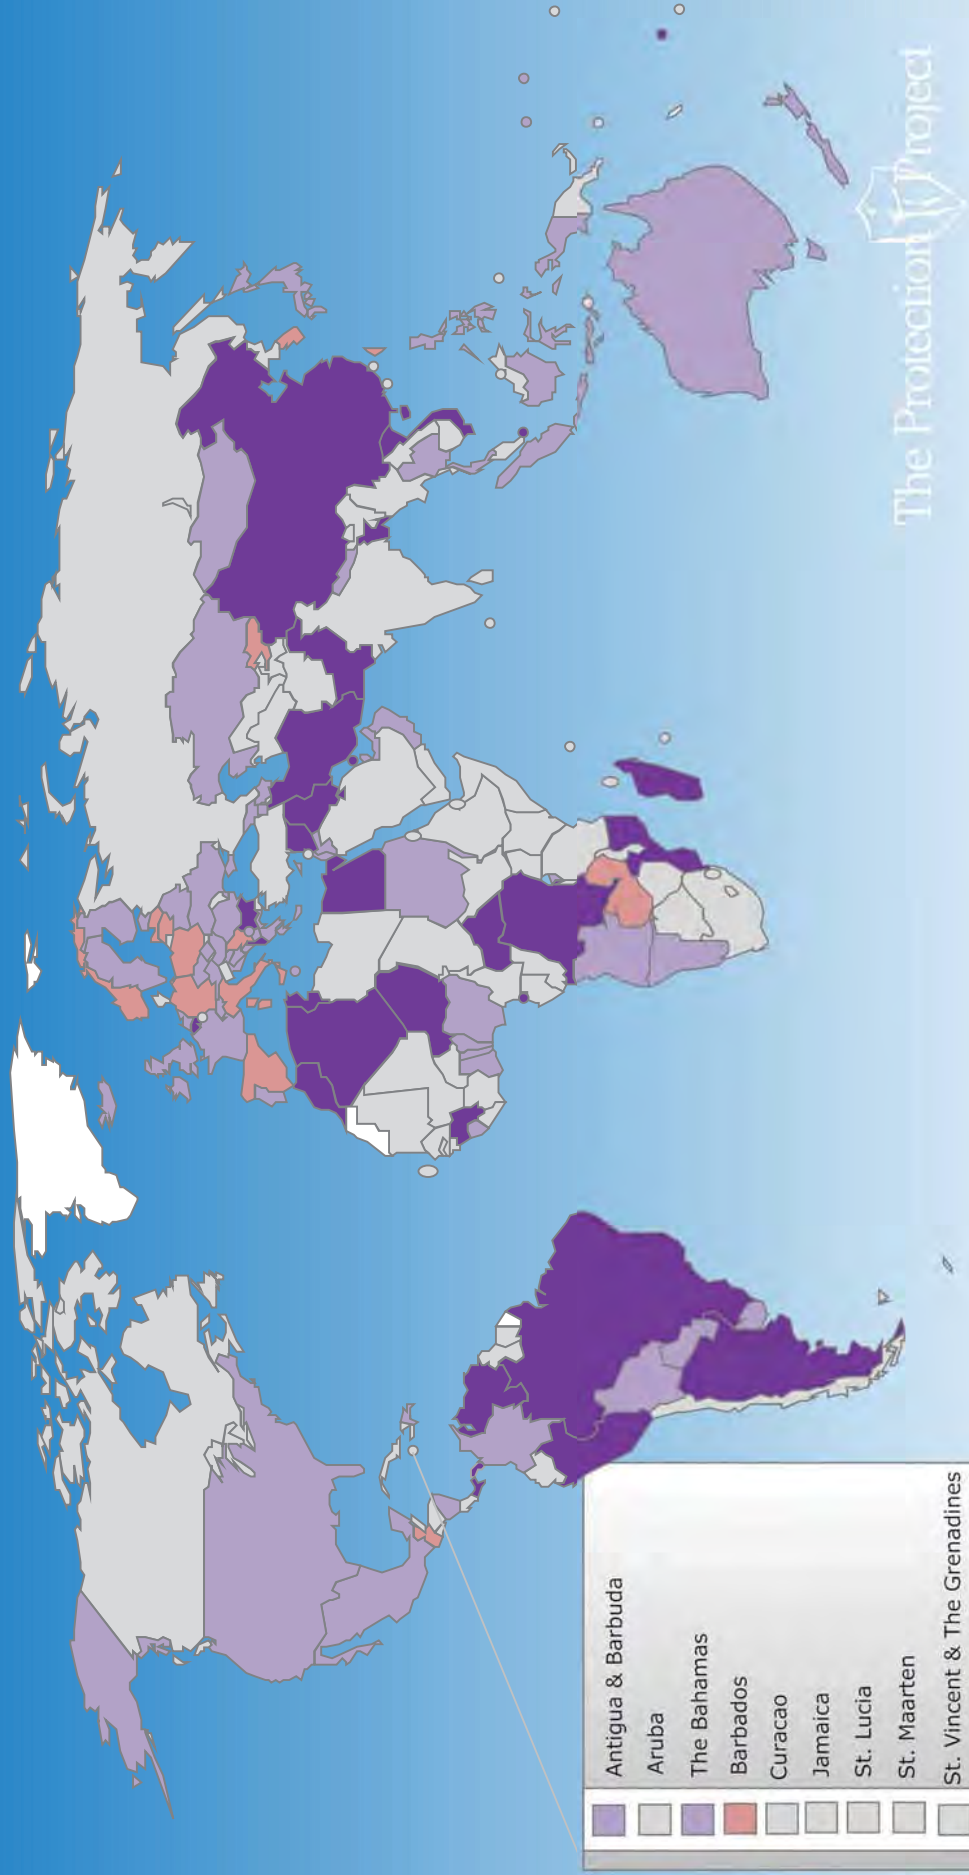 Antigua & Barbuda
Aruba
The Bahamas
Barbados
Curacao
Jamaica
St. Lucia
St. Maarten
St. Vincent & The Grenadines
The Protection Project